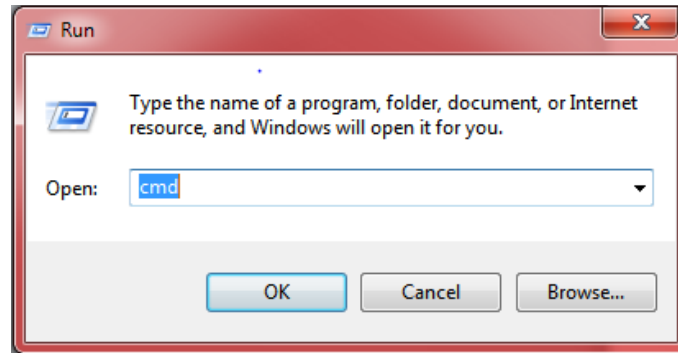 Run
Type the name of a program, folder, document, or Internet
resource, and Windows will open it for you.
Open: cmd
OK Cancel Browse...